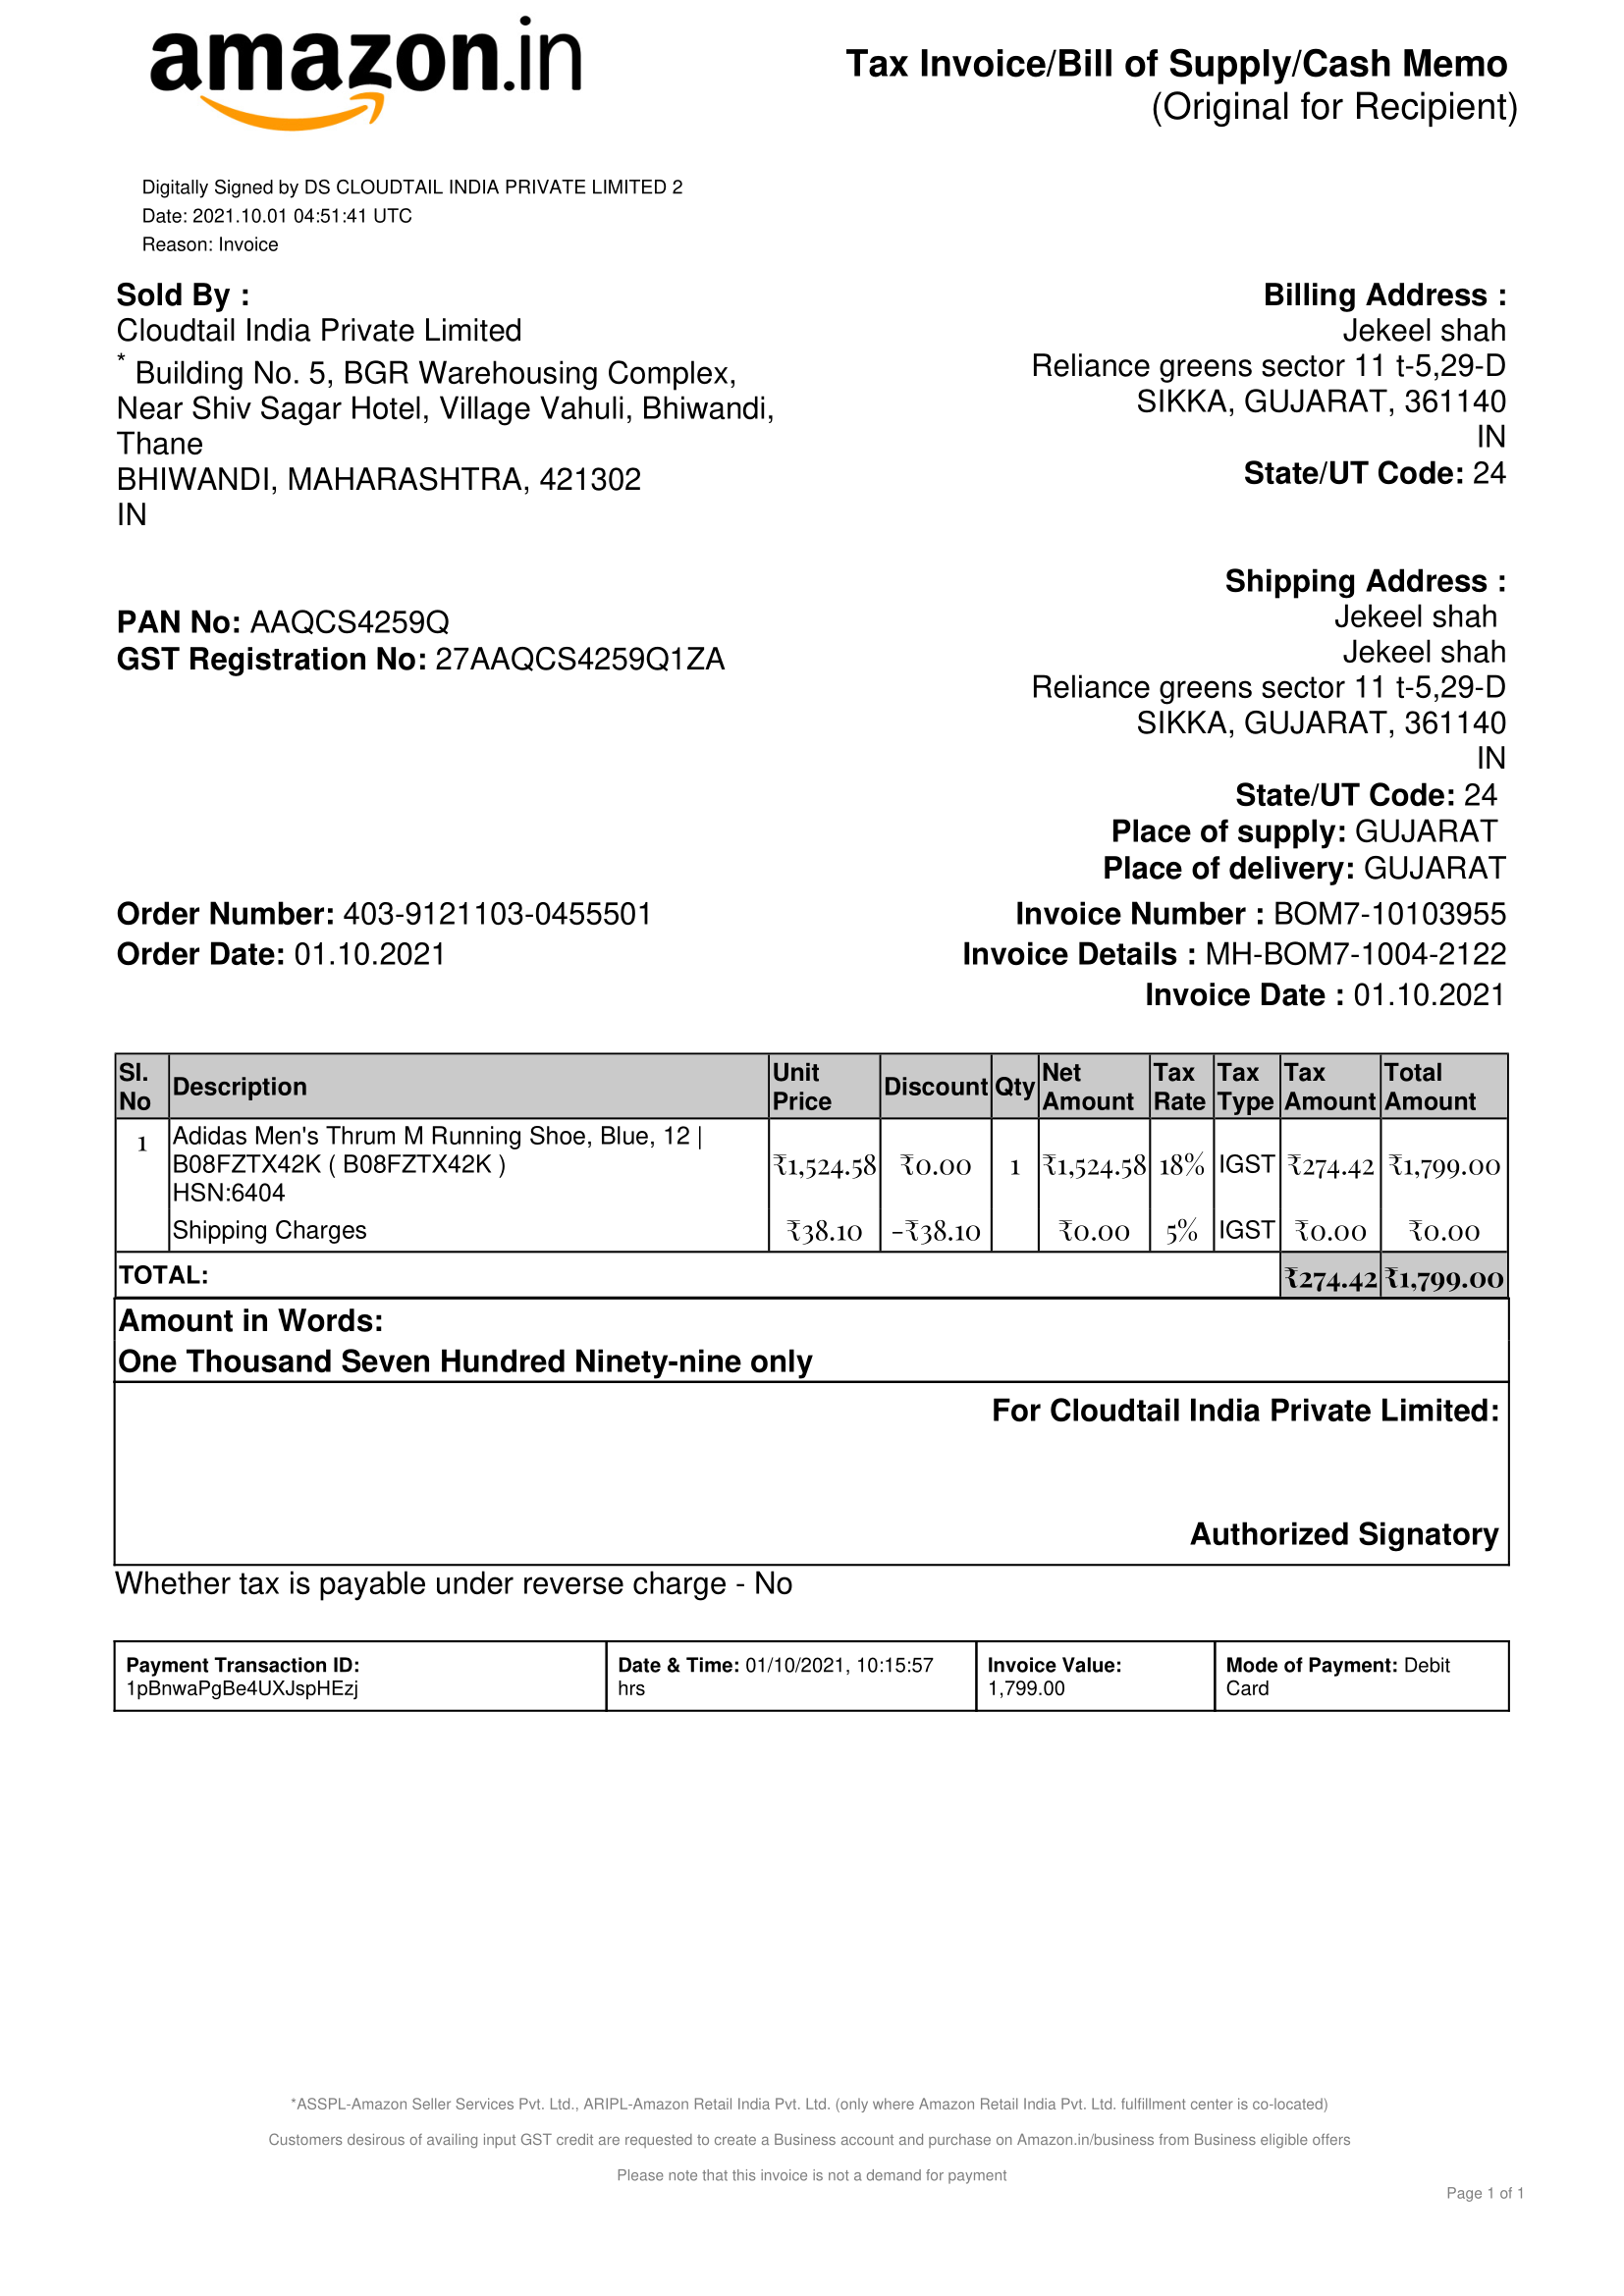 amazon.in
Tax Invoice/Bill of Supply/Cash Memo
(Original for Recipient)
Digitally Signed by DS CLOUDTAIL INDIA PRIVATE LIMITED 2
Date: 2021.10.01 04:51:41 UTC
Reason: Invoice
Sold By :
Cloudtail India Private Limited
* Building No. 5, BGR Warehousing Complex,
Near Shiv Sagar Hotel, Village Vahuli, Bhiwandi,
Thane
BHIWANDI, MAHARASHTRA, 421302
IN
PAN No: AAQCS4259Q
GST Registration No: 27AAQCS4259Q1ZA
Billing Address :
Jekeel shah
Reliance greens sector 11 t-5,29-D
SIKKA, GUJARAT, 361140
IN
State/UT Code: 24
Shipping Address :
Jekeel shah
Jekeel shah
Reliance greens sector 11 t-5,29-D
SIKKA, GUJARAT, 361140
IN
State/UT Code: 24
Place of supply: GUJARAT
Place of delivery: GUJARAT
Order Number: 403-9121103-0455501
Order Date: 01.10.2021
Invoice Number : BOM7-10103955
Invoice Details : MH-BOM7-1004-2122
Invoice Date : 01.10.2021
Sl. No Description Unit Price Discount Qty Net Amount Tax Rate Tax Type Tax Amount Total Amount
1 Adidas Men's Thrum M Running Shoe, Blue, 12 |
B08FZTX42K ( B08FZTX42K ) ₹1,524.58 ₹0.00 1 ₹1,524.58 18% IGST ₹274.42 ₹1,799.00
HSN:6404
Shipping Charges ₹38.10 -₹38.10 ₹0.00 5% IGST ₹0.00 ₹0.00
TOTAL: ₹274.42 ₹1,799.00
Amount in Words:
One Thousand Seven Hundred Ninety-nine only
For Cloudtail India Private Limited:
Authorized Signatory
Whether tax is payable under reverse charge - No
Payment Transaction ID:
1pBnwaPgBe4UXJspHEzj
Date & Time: 01/10/2021, 10:15:57
hrs
Invoice Value:
1,799.00
Mode of Payment: Debit
Card
*ASSPL-Amazon Seller Services Pvt. Ltd., ARIPL-Amazon Retail India Pvt. Ltd. (only where Amazon Retail India Pvt. Ltd. fulfillment center is co-located)
Customers desirous of availing input GST credit are requested to create a Business account and purchase on Amazon.in/business from Business eligible offers
Please note that this invoice is not a demand for payment
Page 1 of 1